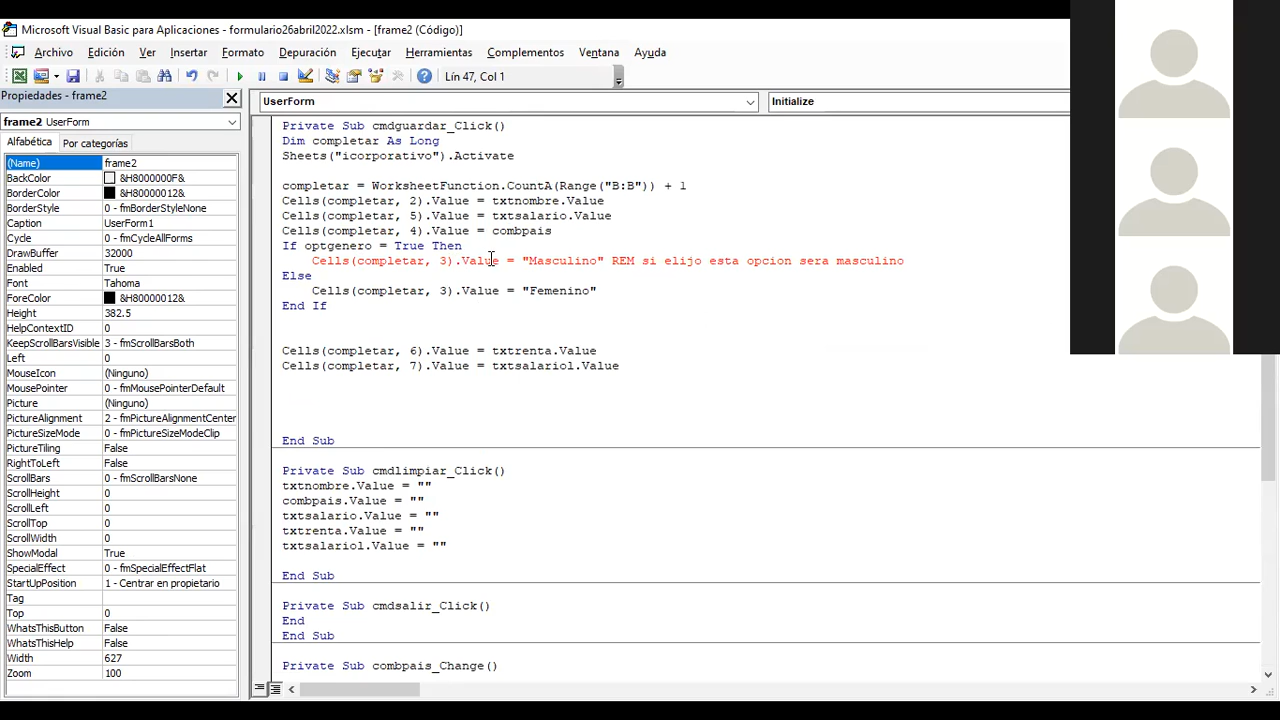 Microsoft Visual Basic para Aplicaciones - formulario26abril2022.xlsm - [frame2 (Código)]
Archivo Edición Ver Insertar Formato Depuración Ejecutar Herramientas Complementos Ventana Ayuda
Lín 47, Col 1
Propiedades - frame2
frame2 UserForm
Alfabética Por categorías
(Name) frame2
BackColor &H8000000F&
BorderColor &H80000012&
BorderStyle 0 - fmBorderStyleNone
Caption UserForm1
Cycle 0 - fmCycleAllForms
DrawBuffer 32000
Enabled True
Font Tahoma
ForeColor &H80000012&
Height 382.5
HelpContextID 0
KeepScrollBarsVisible 3 - fmScrollBarsBoth
Left 0
MouseIcon (Ninguno)
MousePointer 0 - fmMousePointerDefault
Picture (Ninguno)
PictureAlignment 2 - fmPictureAlignmentCenter
PictureSizeMode 0 - fmPictureSizeModeClip
PictureTiling False
RightToLeft False
ScrollBars 0 - fmScrollBarsNone
ScrollHeight 0
ScrollLeft 0
ScrollTop 0
ScrollWidth 0
ShowModal True
SpecialEffect 0 - fmSpecialEffectFlat
StartUpPosition 1 - Centrar en propietario
Tag
Top 0
WhatsThisButton False
WhatsThisHelp False
Width 627
Zoom 100
UserForm Initialize
Private Sub cmdguardar_Click()
Dim completar As Long
Sheets("icorporativo").Activate
completar = WorksheetFunction.CountA(Range("B:B")) + 1
Cells(completar, 2).Value = txtnombre.Value
Cells(completar, 5).Value = txtsalario.Value
Cells(completar, 4).Value = combpais
If optgenero = True Then
Cells(completar, 3).Value = "Masculino" REM si elijo esta opcion sera masculino
Else
Cells(completar, 3).Value = "Femenino"
End If
Cells(completar, 6).Value = txtrenta.Value
Cells(completar, 7).Value = txtsalariol.Value
End Sub
Private Sub cmdlimpiar_Click()
txtnombre.Value = ""
combpais.Value = ""
txtsalario.Value = ""
txtrenta.Value = ""
txtsalariol.Value = ""
End Sub
Private Sub cmdsalir_Click()
End
End Sub
Private Sub combpais_Change()